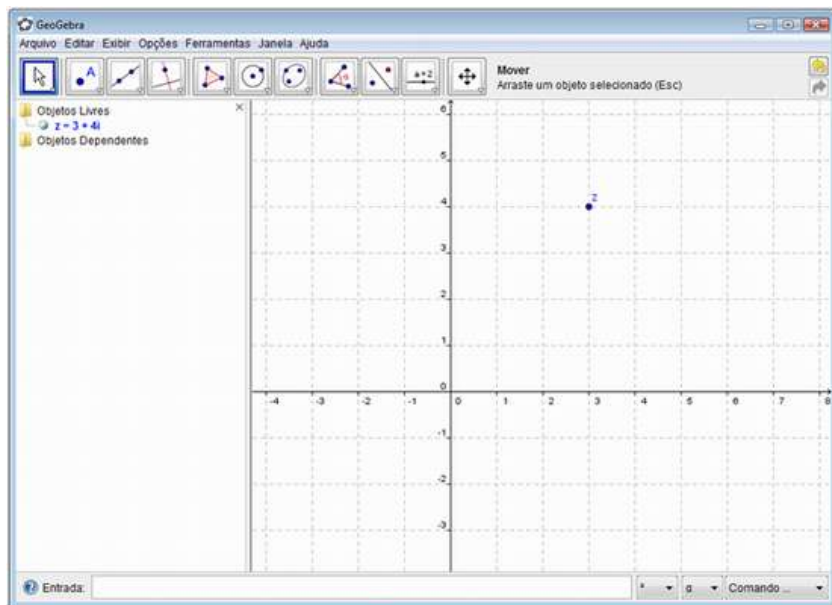 GeoGebra
Arquivo Editar Exibir Opções Ferramentas Janela Ajuda
A
a=2
Mover
Arraste um objeto selecionado (Esc)
Objetos Livres
z = 3 + 4i
Objetos Dependentes
6
5
z
4
3
2
1
0
-4 -3 -2 -1 0 1 2 3 4 5 6 7 8
-1
-2
-3
Entrada:
α
Comando ...